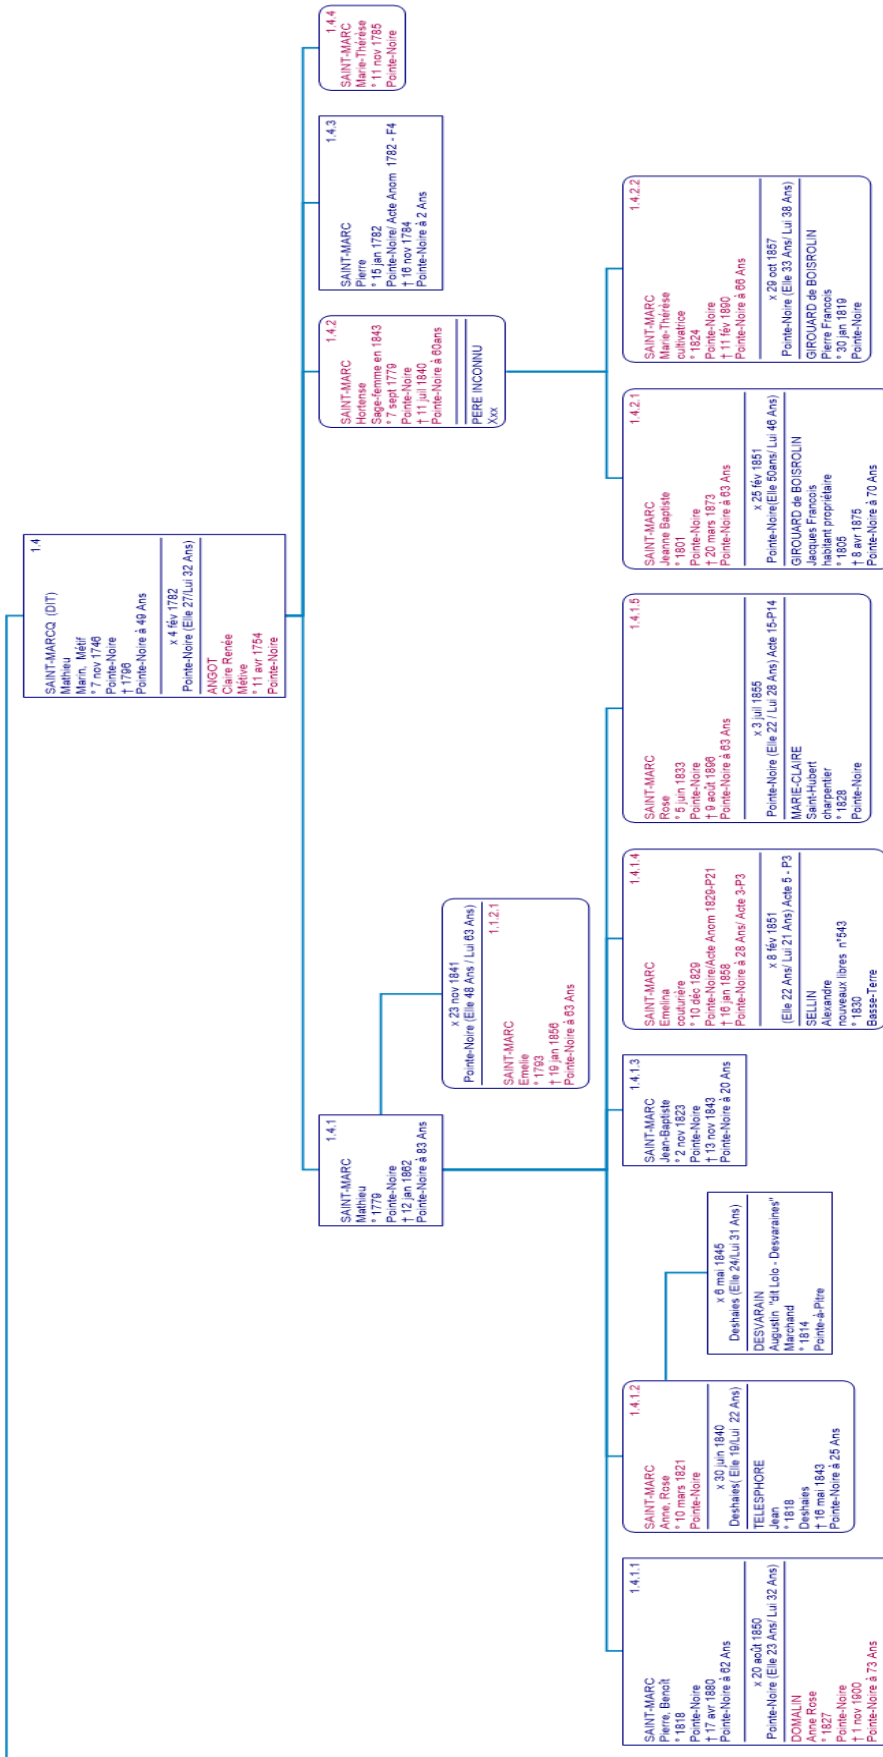 1.4
SAINT-MARCQ (DIT)
Mathieu
Marin, Métif
° 7 nov 1746
Pointe-Noire
† 1796
Pointe-Noire à 49 Ans
x 4 fév 1782
Pointe-Noire (Elle 27/Lui 32 Ans)
ANGOT
Claire Renée
Métive
° 11 avr 1754
Pointe-Noire
1.4.1
SAINT-MARC
Mathieu
° 1779
Pointe-Noire
† 12 jan 1862
Pointe-Noire à 83 Ans
x 23 nov 1841
Pointe-Noire (Elle 48 Ans / Lui 63 Ans)
1.1.2.1
SAINT-MARC
Emelie
° 1793
† 19 jan 1856
Pointe-Noire à 63 Ans
1.4.2
SAINT-MARC
Hortense
Sage-femme en 1843
° 7 sept 1779
Pointe-Noire
† 11 juil 1840
Pointe-Noire à 60ans
PERE INCONNU
Xxx
1.4.3
SAINT-MARC
Pierre
° 15 jan 1782
Pointe-Noire/ Acte Anom 1782 - F4
† 16 nov 1784
Pointe-Noire à 2 Ans
1.4.4
SAINT-MARC
Marie-Thérèse
° 11 nov 1785
Pointe-Noire
1.4.1.1
SAINT-MARC
Pierre, Benoît
° 1818
Pointe-Noire
† 17 avr 1880
Pointe-Noire à 62 Ans
x 20 août 1850
Pointe-Noire (Elle 23 Ans/ Lui 32 Ans)
DOMALIN
Anne Rose
° 1827
Pointe-Noire
† 1 nov 1900
Pointe-Noire à 73 Ans
1.4.1.2
SAINT-MARC
Anne, Rose
° 10 mars 1821
Pointe-Noire
x 30 juin 1840
Deshaies( Elle 19/Lui 22 Ans)
TELESPHORE
Jean
° 1818
Deshaies
† 16 mai 1843
Pointe-Noire à 25 Ans
x 6 mai 1845
Deshaies (Elle 24/Lui 31 Ans)
DESVARAIN
Augustin "dit Lolo - Desvaraines"
Marchand
° 1814
Pointe-à-Pitre
1.4.1.3
SAINT-MARC
Jean-Baptiste
° 2 nov 1823
Pointe-Noire
† 13 nov 1843
Pointe-Noire à 20 Ans
1.4.1.4
SAINT-MARC
Emelina
couturière
° 10 déc 1829
Pointe-Noire/Acte Anom 1829-P21
† 16 jan 1858
Pointe-Noire à 28 Ans/ Acte 3-P3
x 8 fév 1851
(Elle 22 Ans/ Lui 21 Ans) Acte 5 - P3
SELLIN
Alexandre
nouveaux libres n°543
° 1830
Basse-Terre
1.4.1.5
SAINT-MARC
Rose
° 5 juin 1833
Pointe-Noire
† 9 août 1896
Pointe-Noire à 63 Ans
x 3 juil 1855
Pointe-Noire (Elle 22 / Lui 28 Ans) Acte 15-P14
MARIE-CLAIRE
Saint-Hubert
charpentier
° 1828
Pointe-Noire
1.4.2.1
SAINT-MARC
Jeanne Baptiste
° 1801
Pointe-Noire
† 20 mars 1873
Pointe-Noire à 63 Ans
x 25 fév 1851
Pointe-Noire(Elle 50ans/ Lui 46 Ans)
GIROUARD de BOISROLIN
Jacques Francois
habitant propriétaire
° 1805
† 8 avr 1875
Pointe-Noire à 70 Ans
1.4.2.2
SAINT-MARC
Marie-Thérèse
cultivatrice
° 1824
Pointe-Noire
† 11 fév 1890
Pointe-Noire à 66 Ans
x 29 oct 1857
Pointe-Noire (Elle 33 Ans/ Lui 38 Ans)
GIROUARD de BOISROLIN
Pierre Francois
° 30 jan 1819
Pointe-Noire